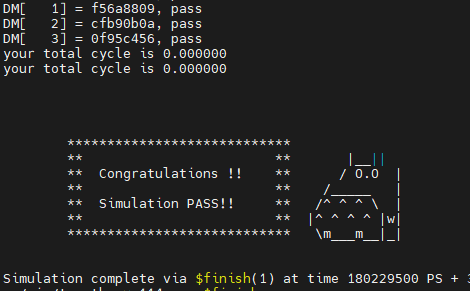 DM[   1] = f56a8809, pass
DM[   2] = cfb90b0a, pass
DM[   3] = 0f95c456, pass
your total cycle is 0.000000
your total cycle is 0.000000
****************************
**                        **       |__||
**  Congratulations !!    **      / O.O  |
**                        **    /_____   |
**  Simulation PASS!!     **   /^ ^ ^ \  |
**                        **  |^ ^ ^ ^ |w|
****************************   \m___m__|_|
Simulation complete via $finish(1) at time 180229500 PS +